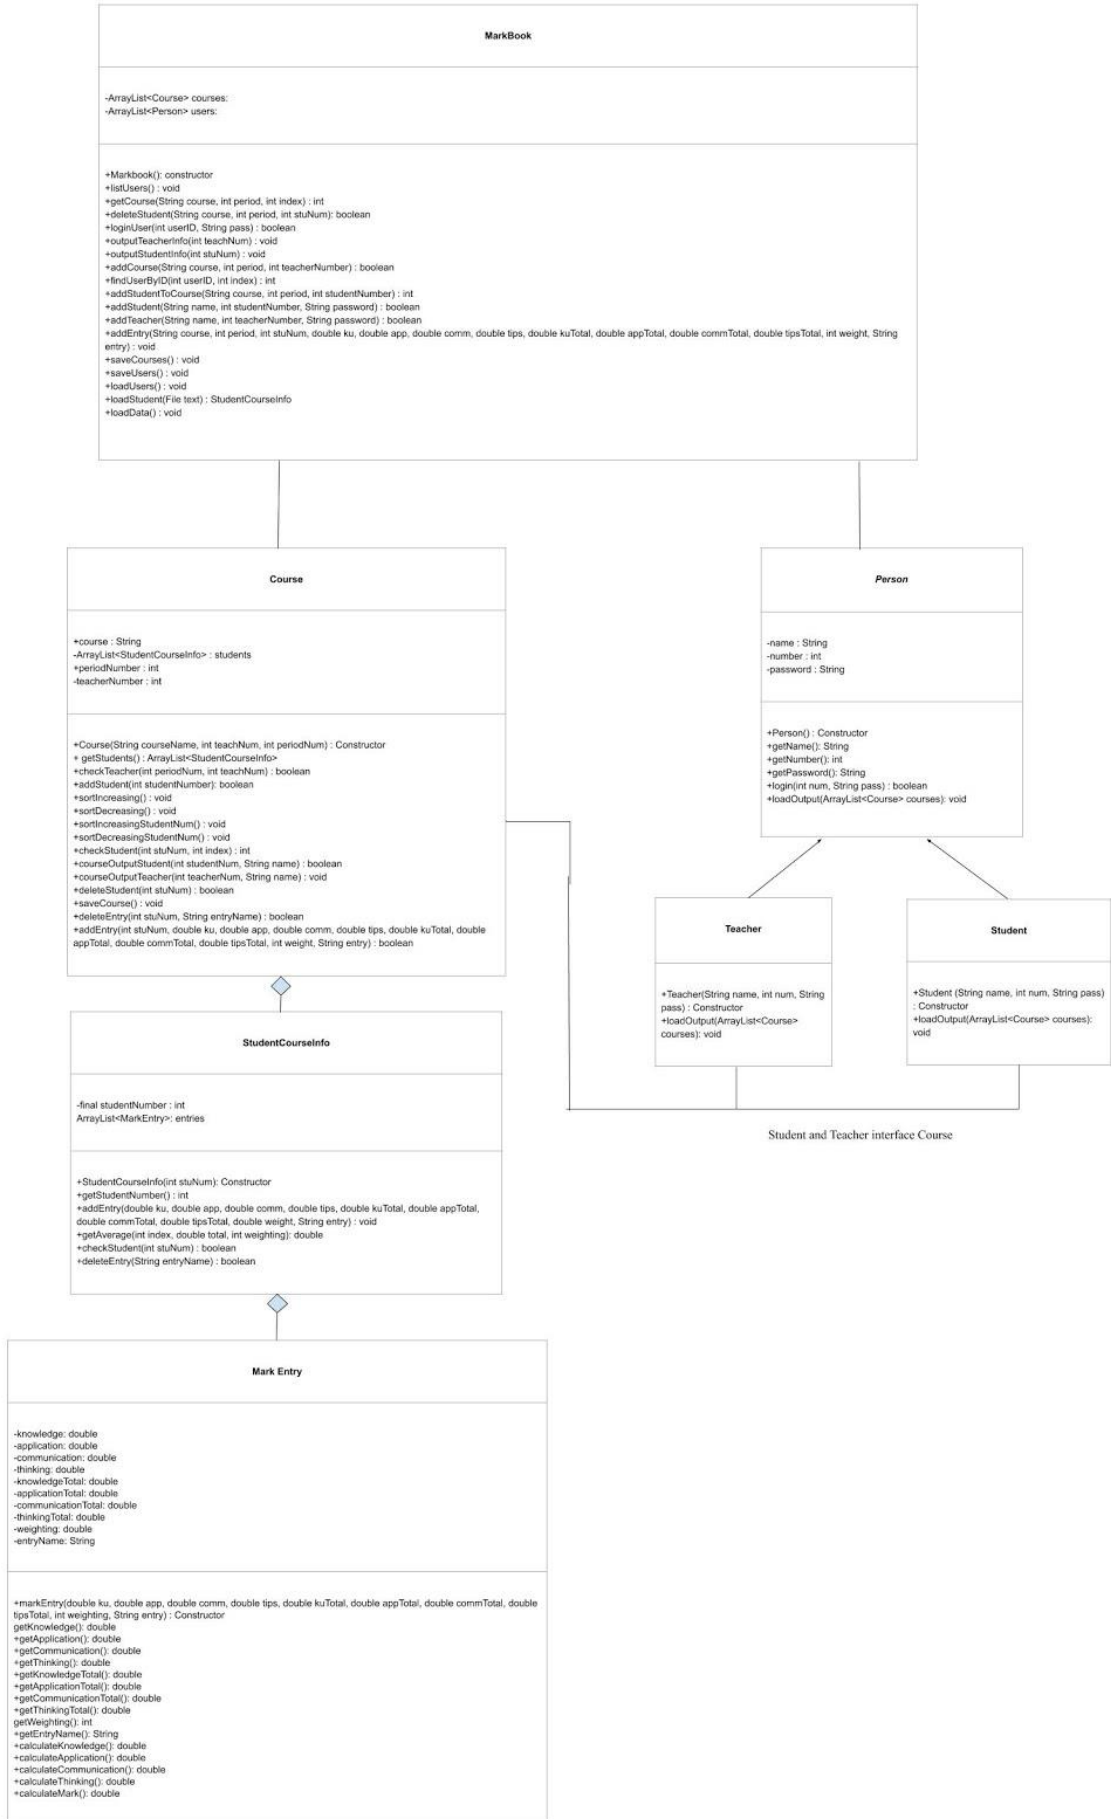 MarkBook
-ArrayList<Course> courses:
-ArrayList<Person> users:
+Markbook(): constructor
+listUsers() : void
+getCourse(String course, int period, int index) : int
+deleteStudent(String course, int period, int stuNum): boolean
+loginUser(int userID, String pass) : boolean
+outputTeacherInfo(int teachNum) : void
+outputStudentInfo(int stuNum) : void
+addCourse(String course, int period, int teacherNumber) : boolean
+findUserByID(int userID, int index) : int
+addStudentToCourse(String course, int period, int studentNumber) : int
+addStudent(String name, int studentNumber, String password) : boolean
+addTeacher(String name, int teacherNumber, String password) : boolean
+addEntry(String course, int period, int stuNum, double ku, double app, double comm, double tips, double kuTotal, double appTotal, double commTotal, double tipsTotal, int weight, String
entry) : void
+saveCourses() : void
+saveUsers() : void
+loadUsers() : void
+loadStudent(File text) : StudentCourseInfo
+loadData() : void
Course
+course : String
-ArrayList<StudentCourseInfo> : students
+periodNumber : int
-teacherNumber : int
+Course(String courseName, int teachNum, int periodNum) : Constructor
+ getStudents() : ArrayList<StudentCourseInfo>
+checkTeacher(int periodNum, int teachNum) : boolean
+addStudent(int studentNumber): boolean
+sortIncreasing() : void
+sortDecreasing() : void
+sortIncreasingStudentNum() : void
+sortDecreasingStudentNum() : void
+checkStudent(int stuNum, int index) : int
+courseOutputStudent(int studentNum, String name) : boolean
+courseOutputTeacher(int teacherNum, String name) : void
+deleteStudent(int stuNum) : boolean
+saveCourse() : void
+deleteEntry(int stuNum, String entryName) : boolean
+addEntry(int stuNum, double ku, double app, double comm, double tips, double kuTotal, double
appTotal, double commTotal, double tipsTotal, int weight, String entry) : boolean
Person
-name : String
-number : int
-password : String
+Person() : Constructor
+getName(): String
+getNumber(): int
+getPassword(): String
+login(int num, String pass) : boolean
+loadOutput(ArrayList<Course> courses): void
Teacher
+Teacher(String name, int num, String
pass) : Constructor
+loadOutput(ArrayList<Course>
courses): void
Student
+Student (String name, int num, String pass)
: Constructor
+loadOutput(ArrayList<Course> courses):
void
Student and Teacher interface Course
StudentCourseInfo
-final studentNumber : int
ArrayList<MarkEntry>: entries
+StudentCourseInfo(int stuNum): Constructor
+getStudentNumber() : int
+addEntry(double ku, double app, double comm, double tips, double kuTotal, double appTotal,
double commTotal, double tipsTotal, double weight, String entry) : void
+getAverage(int index, double total, int weighting): double
+checkStudent(int stuNum) : boolean
+deleteEntry(String entryName) : boolean
Mark Entry
-knowledge: double
-application: double
-communication: double
-thinking: double
-knowledgeTotal: double
-applicationTotal: double
-communicationTotal: double
-thinkingTotal: double
-weighting: double
-entryName: String
+markEntry(double ku, double app, double comm, double tips, double kuTotal, double appTotal, double commTotal, double
tipsTotal, int weighting, String entry) : Constructor
getKnowledge(): double
+getApplication(): double
+getCommunication(): double
+getThinking(): double
+getKnowledgeTotal(): double
+getApplicationTotal(): double
+getCommunicationTotal(): double
+getThinkingTotal(): double
getWeighting(): int
+getEntryName(): String
+calculateKnowledge(): double
+calculateApplication(): double
+calculateCommunication(): double
+calculateThinking(): double
+calculateMark(): double